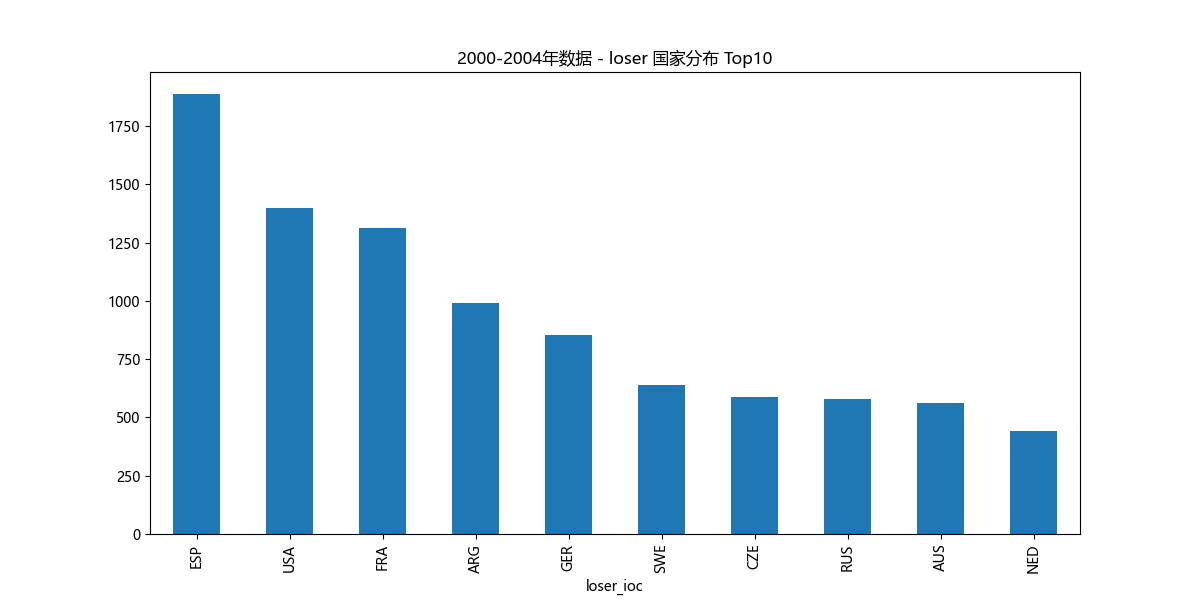 2000-2004年数据 - loser 国家分布 Top10
1750
1500
1250
1000
750
500
250
0
ESP
USA
FRA
ARG
GER
SWE
CZE
RUS
AUS
NED
loser_ioc